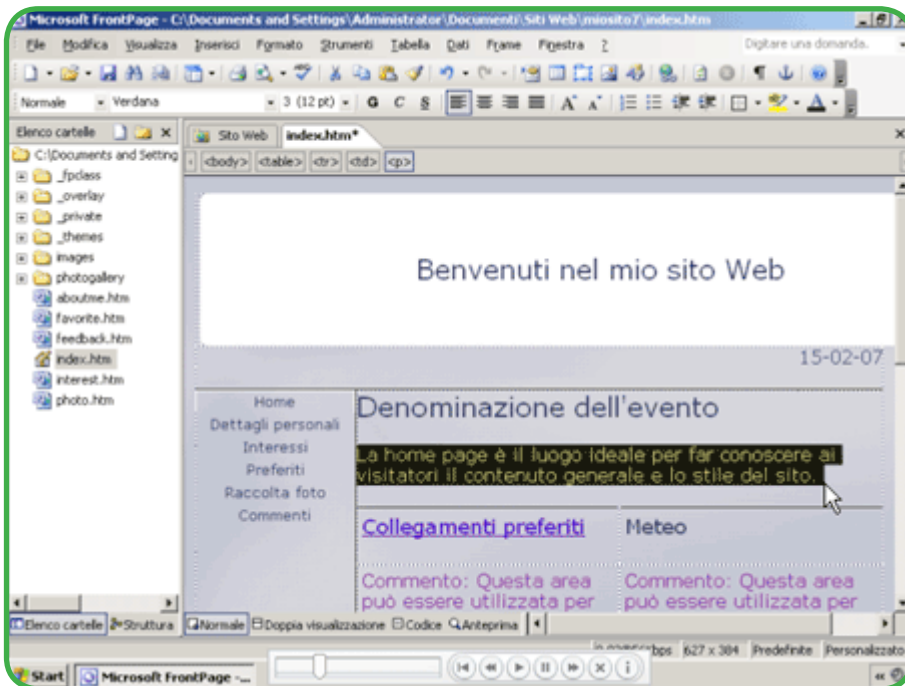 Microsoft FrontPage - C:\Documents and Settings\Administrator\Documenti\Siti Web\miosito7\index.htm
File Modifica Visualizza Inserisci Formato Strumenti Tabella Dati Frame Finestra ? Digitare una domanda.
Normale Verdana 3 (12 pt) G C S
Elenco cartelle
Sito Web index.htm*
C:\Documents and Setting
<body> <table> <tr> <td> <p>
_fpclass
_overlay
_private
_themes
images
photogallery
aboutme.htm
favorite.htm
feedback.htm
index.htm
interest.htm
photo.htm
Benvenuti nel mio sito Web
15-02-07
Home
Dettagli personali
Interessi
Preferiti
Raccolta foto
Commenti
Denominazione dell'evento
La home page è il luogo ideale per far conoscere ai
visitatori il contenuto generale e lo stile del sito.
Collegamenti preferiti
Meteo
Commento: Questa area
può essere utilizzata per
Commento: Questa area
può essere utilizzata per
Elenco cartelle Struttura Normale Doppia visualizzazione Codice Anteprima
627 x 384 Predefinite Personalizzato
Start Microsoft FrontPage -...